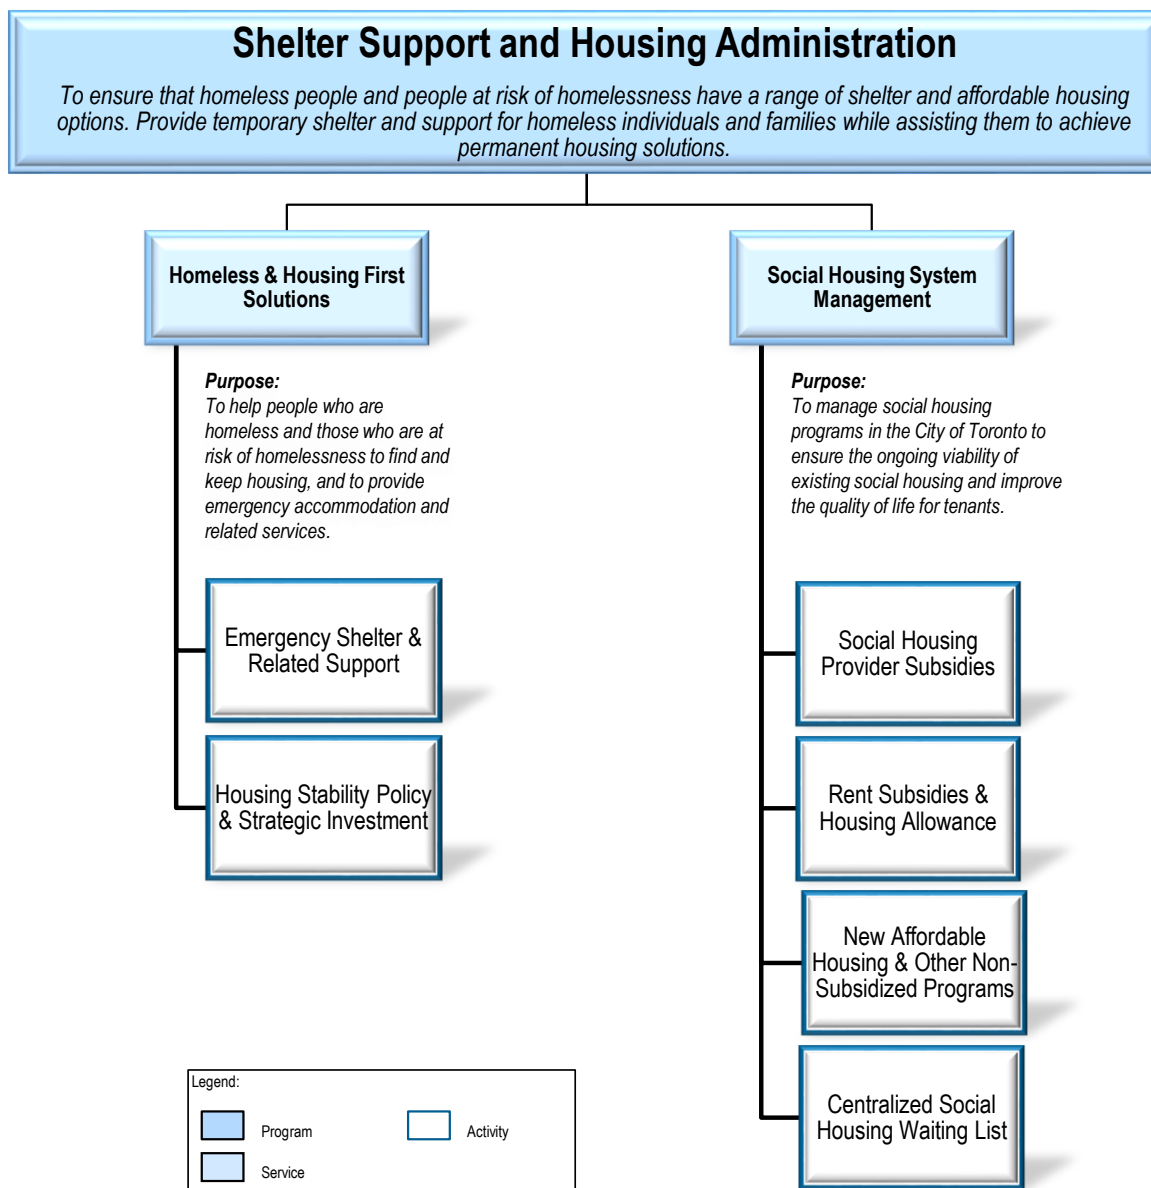 Shelter Support and Housing Administration
To ensure that homeless people and people at risk of homelessness have a range of shelter and affordable housing
options. Provide temporary shelter and support for homeless individuals and families while assisting them to achieve
permanent housing solutions.
Homeless & Housing First
Solutions
Purpose:
To help people who are
homeless and those who are at
risk of homelessness to find and
keep housing, and to provide
emergency accommodation and
related services.
Emergency Shelter &
Related Support
Housing Stability Policy
& Strategic Investment
Social Housing System
Management
Purpose:
To manage social housing
programs in the City of Toronto to
ensure the ongoing viability of
existing social housing and improve
the quality of life for tenants.
Social Housing
Provider Subsidies
Rent Subsidies &
Housing Allowance
New Affordable
Housing & Other Non-
Subsidized Programs
Centralized Social
Housing Waiting List
Legend:
Program
Activity
Service